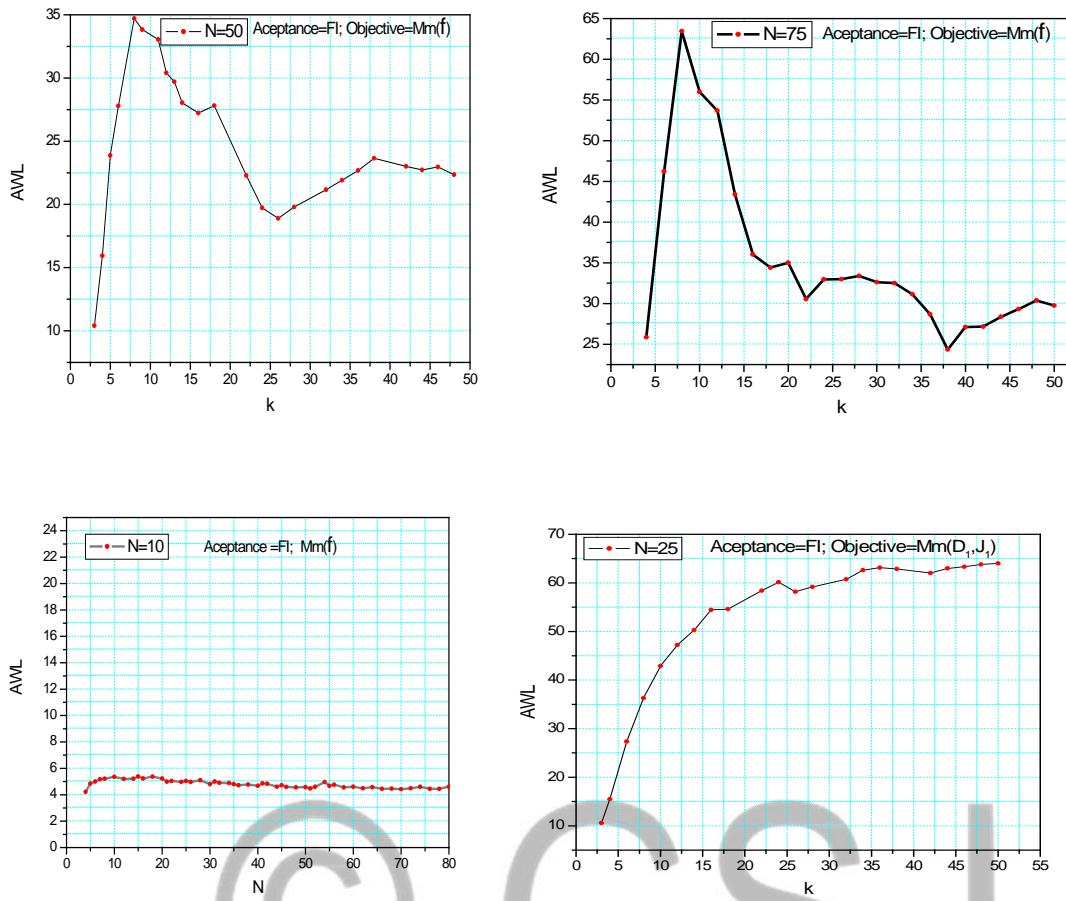 35
30
25
20
15
10
AWL
N=50
Aceptance=FI; Objective=Mm(f)
0 5 10 15 20 25 30 35 40 45 50
k
65
60
55
50
45
40
35
30
25
AWL
N=75
Aceptance=FI; Objective=Mm(f)
0 5 10 15 20 25 30 35 40 45 50
k
24
22
20
18
16
14
12
10
8
6
4
2
0
AWL
N=10
Aceptance =FI; Mm(f)
0 10 20 30 40 50 60 70 80
N
70
60
50
40
30
20
10
AWL
N=25
Aceptance=FI; Objective=Mm(D₁,J₁)
0 5 10 15 20 25 30 35 40 45 50 55
k